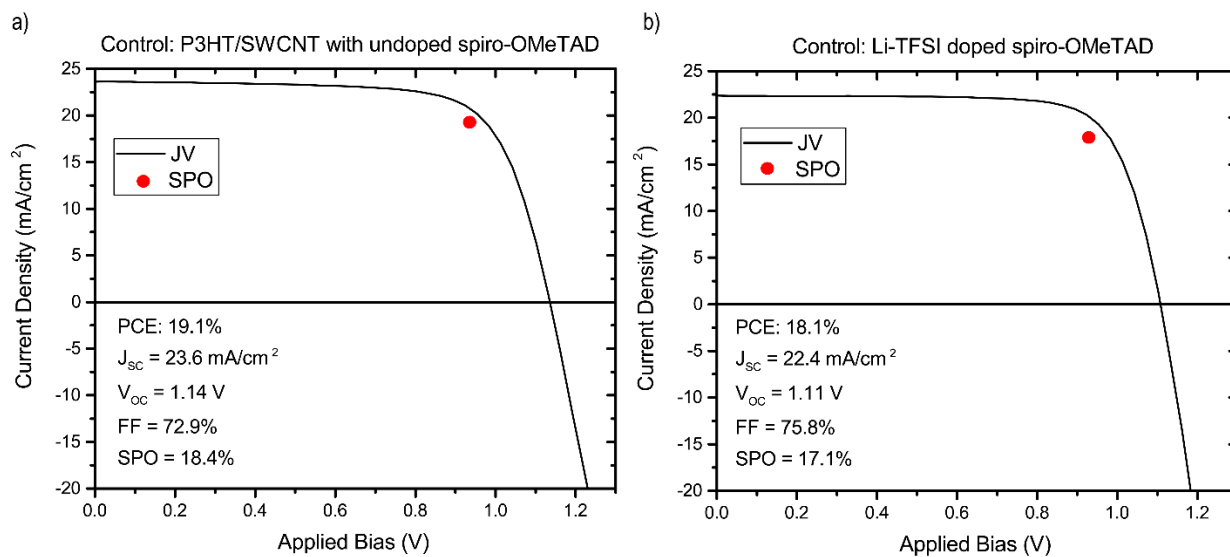 a)
Control: P3HT/SWCNT with undoped spiro-OMeTAD
25
20
15
10
5
0
-5
-10
-15
-20
Current Density (mA/cm²)
JV
SPO
PCE: 19.1%
J_SC = 23.6 mA/cm²
V_OC = 1.14 V
FF = 72.9%
SPO = 18.4%
0.0 0.2 0.4 0.6 0.8 1.0 1.2
Applied Bias (V)
b)
Control: Li-TFSI doped spiro-OMeTAD
25
20
15
10
5
0
-5
-10
-15
-20
Current Density (mA/cm²)
JV
SPO
PCE: 18.1%
J_SC = 22.4 mA/cm²
V_OC = 1.11 V
FF = 75.8%
SPO = 17.1%
0.0 0.2 0.4 0.6 0.8 1.0 1.2
Applied Bias (V)